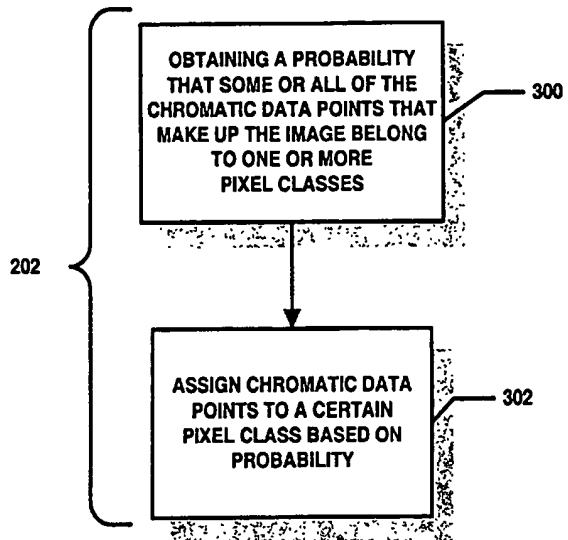 OBTAINING A PROBABILITY
THAT SOME OR ALL OF THE
CHROMATIC DATA POINTS THAT
MAKE UP THE IMAGE BELONG
TO ONE OR MORE
PIXEL CLASSES
300
202
ASSIGN CHROMATIC DATA
POINTS TO A CERTAIN
PIXEL CLASS BASED ON
PROBABILITY
302